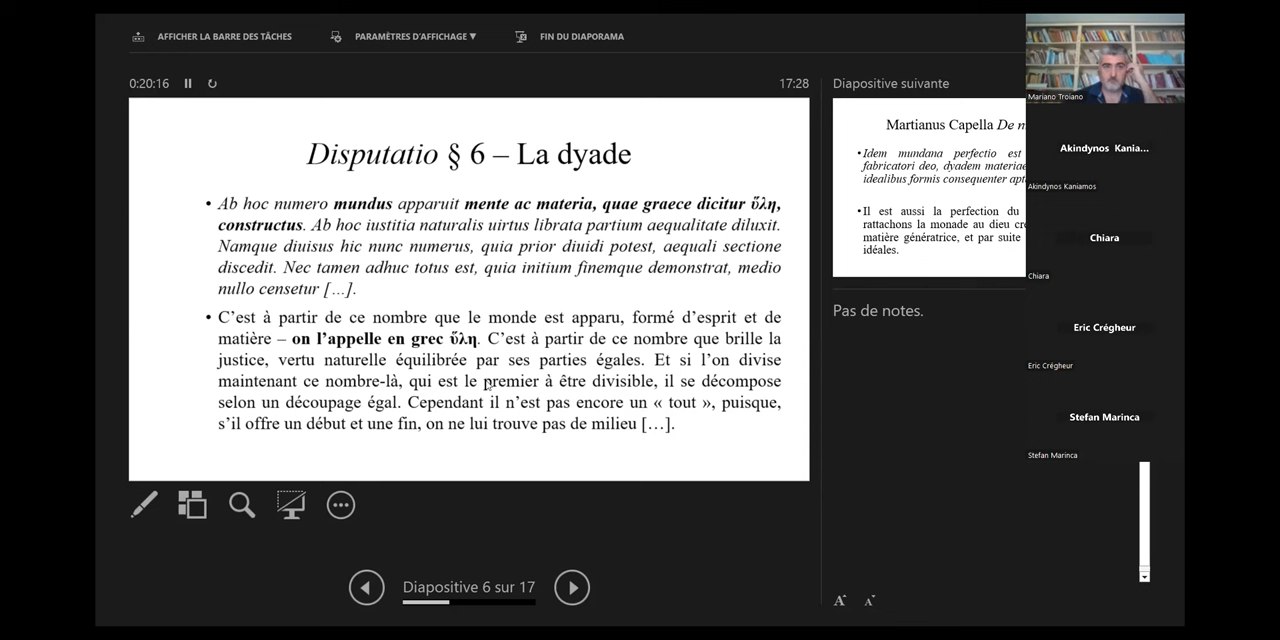 AFFICHER LA BARRE DES TÂCHES
PARAMÈTRES D'AFFICHAGE ▼
FIN DU DIAPORAMA
0:20:16
17:28
Disputatio § 6 – La dyade
• Ab hoc numero mundus apparuit mente ac materia, quae graece dicitur ὕλη,
constructus. Ab hoc iustitia naturalis uirtus librata partium aequalitate diluxit.
Namque diuisus hic nunc numerus, quia prior diuidi potest, aequali sectione
discedit. Nec tamen adhuc totus est, quia initium finemque demonstrat, medio
nullo censetur […].
• C'est à partir de ce nombre que le monde est apparu, formé d'esprit et de
matière – on l'appelle en grec ὕλη. C'est à partir de ce nombre que brille la
justice, vertu naturelle équilibrée par ses parties égales. Et si l'on divise
maintenant ce nombre-là, qui est le premier à être divisible, il se décompose
selon un découpage égal. Cependant il n'est pas encore un « tout », puisque,
s'il offre un début et une fin, on ne lui trouve pas de milieu […].
Diapositive 6 sur 17
Diapositive suivante
Martianus Capella De n
• Idem mundana perfectio est
fabricatori deo, dyadem materiae
idealibus formis consequenter apt
• Il est aussi la perfection du
rattachons la monade au dieu cr
matière génératrice, et par suite
idéales.
Pas de notes.
A A
Mariano Troiano
Akindynos Kania...
Akindynos Kaniamos
Chiara
Chiara
Eric Crégheur
Eric Crégheur
Stefan Marinca
Stefan Marinca